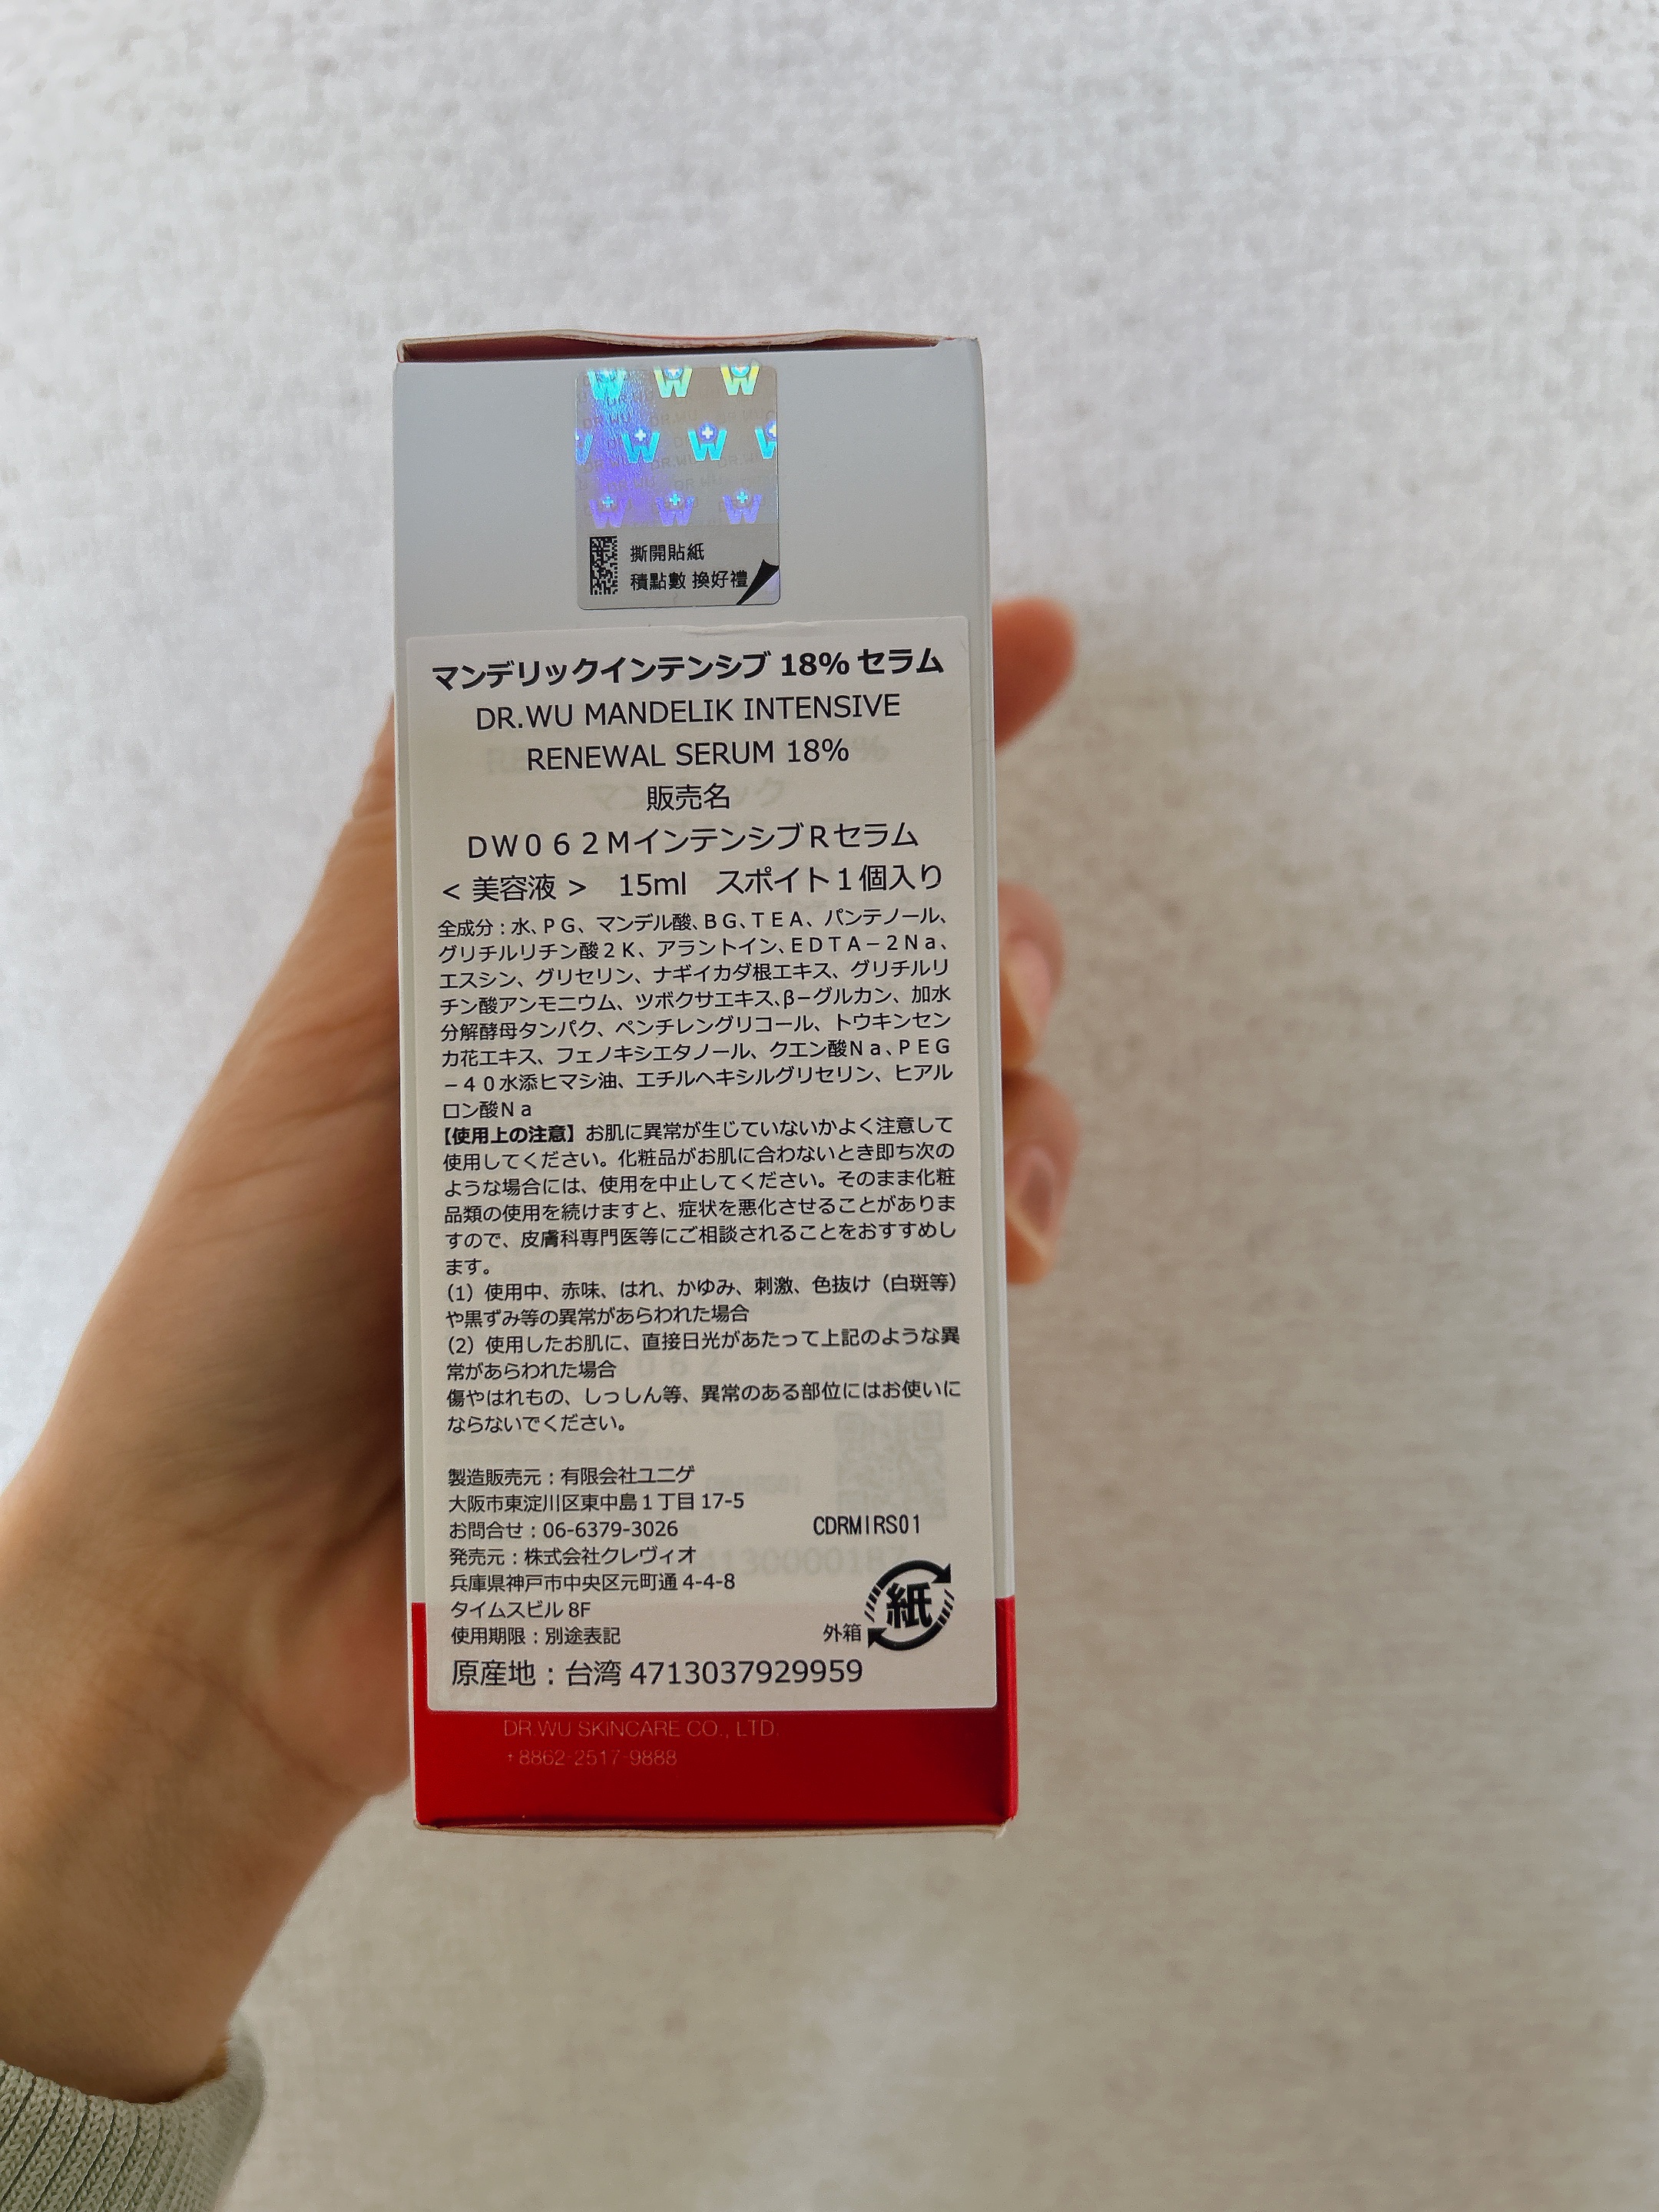 撕開貼紙
積點數 換好禮
マンデリックインテンシブ 18% セラム
DR.WU MANDELIK INTENSIVE
RENEWAL SERUM 18%
販売名
ＤＷ０６２ＭインテンシブＲセラム
< 美容液 > 15ml スポイト１個入り
全成分：水、ＰＧ、マンデル酸、ＢＧ、ＴＥＡ、パンテノール、
グリチルリチン酸２Ｋ、アラントイン、ＥＤＴＡ－２Ｎａ、
エスシン、グリセリン、ナギイカダ根エキス、グリチルリ
チン酸アンモニウム、ツボクサエキス、β－グルカン、加水
分解酵母タンパク、ペンチレングリコール、トウキンセン
カ花エキス、フェノキシエタノール、クエン酸Ｎａ、ＰＥＧ
－４０水添ヒマシ油、エチルヘキシルグリセリン、ヒアル
ロン酸Ｎａ
【使用上の注意】お肌に異常が生じていないかよく注意して
使用してください。化粧品がお肌に合わないとき即ち次の
ような場合には、使用を中止してください。そのまま化粧
品類の使用を続けますと、症状を悪化させることがありま
すので、皮膚科専門医等にご相談されることをおすすめし
ます。
（1）使用中、赤味、はれ、かゆみ、刺激、色抜け（白斑等）
や黒ずみ等の異常があらわれた場合
（2）使用したお肌に、直接日光があたって上記のような異
常があらわれた場合
傷やはれもの、しっしん等、異常のある部位にはお使いに
ならないでください。
製造販売元：有限会社ユニゲ
大阪市東淀川区東中島１丁目 17-5
お問合せ：06-6379-3026
CDRMIRS01
発売元：株式会社クレヴィオ
兵庫県神戸市中央区元町通 4-4-8
タイムスビル 8F
紙
使用期限：別途表記
外箱
原産地：台湾 4713037929959
DR.WU SKINCARE CO., LTD.
+8862-2517-9888